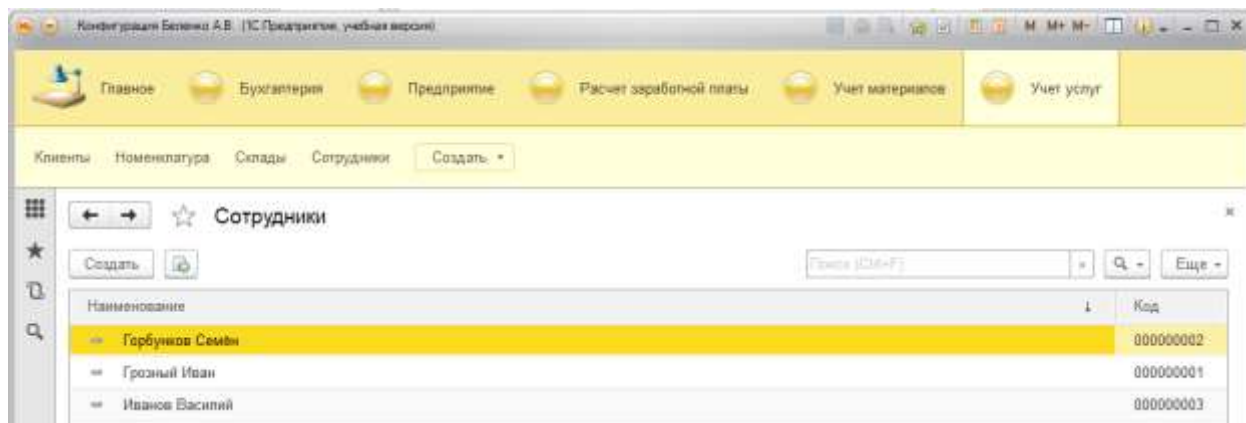 Конфигурация Беленко А.В. (1С:Предприятие, учебная версия) M M+ M-
Главное Бухгалтерия Предприятие Расчет заработной платы Учет материалов Учет услуг
Клиенты Номенклатура Склады Сотрудники Создать
Сотрудники
Создать Поиск (Ctrl+F) Еще
Наименование Код
Горбунков Семён 000000002
Грозный Иван 000000001
Иванов Василий 000000003